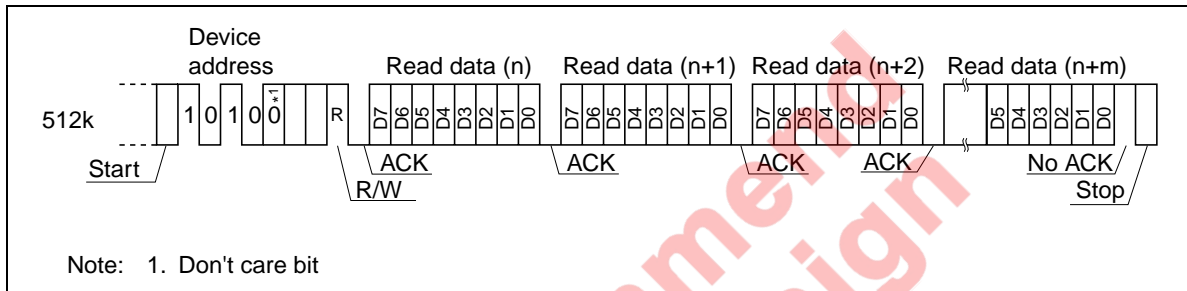 Device
address
Read data (n) Read data (n+1) Read data (n+2) Read data (n+m)
512k
1 0 1 0 0 *1 R D7 D6 D5 D4 D3 D2 D1 D0 D7 D6 D5 D4 D3 D2 D1 D0 D7 D6 D5 D4 D3 D2 D1 D0 D5 D4 D3 D2 D1 D0
Start ACK ACK ACK ACK No ACK
R/W Stop
Note: 1. Don't care bit
mmend
sign